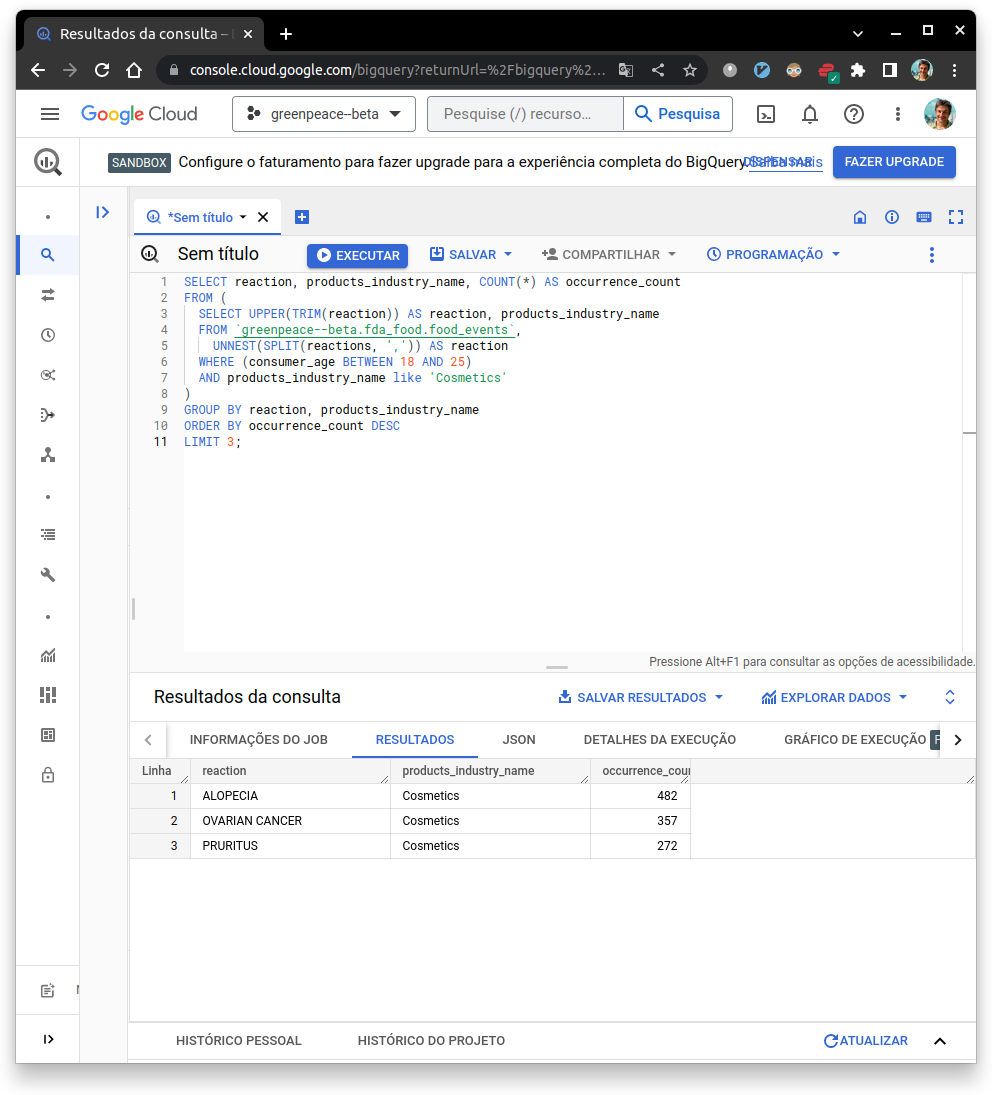 Resultados da consulta –
console.cloud.google.com/bigquery?returnUrl=%2Fbigquery%2...
Google Cloud
greenpeace--beta
Pesquise (/) recurso...
Pesquisa
SANDBOX
Configure o faturamento para fazer upgrade para a experiência completa do BigQuery.
Saiba mais
DISPENSAR
FAZER UPGRADE
*Sem título
Sem título
EXECUTAR
SALVAR
COMPARTILHAR
PROGRAMAÇÃO
1 SELECT reaction, products_industry_name, COUNT(*) AS occurrence_count
2 FROM (
3 SELECT UPPER(TRIM(reaction)) AS reaction, products_industry_name
4 FROM `greenpeace--beta.fda_food.food_events`,
5 UNNEST(SPLIT(reactions, ',')) AS reaction
6 WHERE (consumer_age BETWEEN 18 AND 25)
7 AND products_industry_name like 'Cosmetics'
8 )
9 GROUP BY reaction, products_industry_name
10 ORDER BY occurrence_count DESC
11 LIMIT 3;
Pressione Alt+F1 para consultar as opções de acessibilidade.
Resultados da consulta
SALVAR RESULTADOS
EXPLORAR DADOS
INFORMAÇÕES DO JOB
RESULTADOS
JSON
DETALHES DA EXECUÇÃO
GRÁFICO DE EXECUÇÃO
Linha reaction products_industry_name occurrence_cou
1 ALOPECIA Cosmetics 482
2 OVARIAN CANCER Cosmetics 357
3 PRURITUS Cosmetics 272
HISTÓRICO PESSOAL
HISTÓRICO DO PROJETO
ATUALIZAR